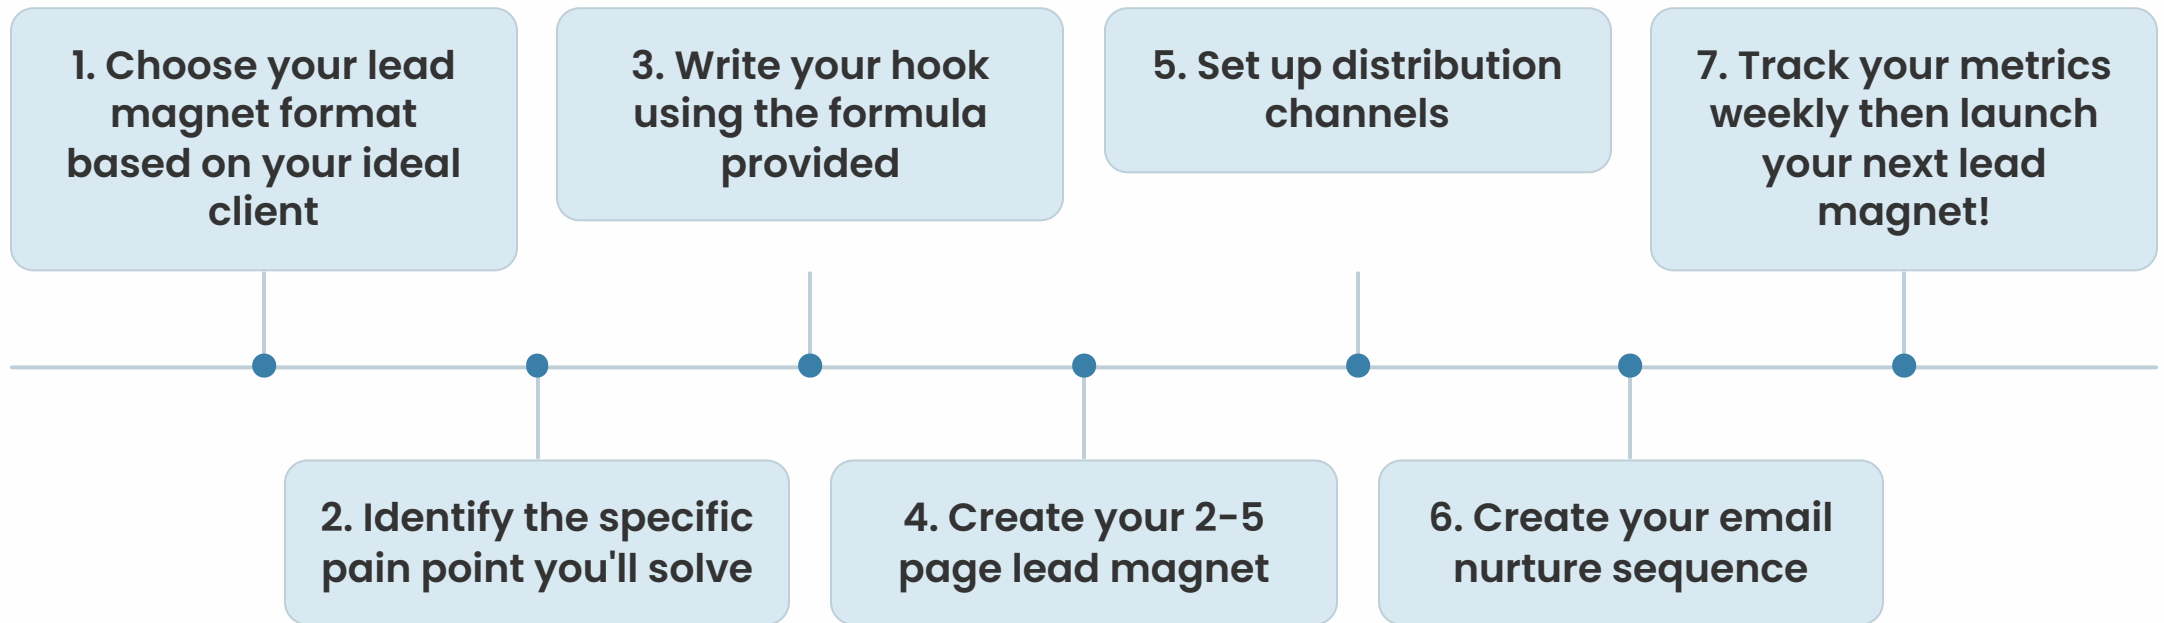 1. Choose your lead
magnet format
based on your ideal
client
2. Identify the specific
pain point you'll solve
3. Write your hook
using the formula
provided
4. Create your 2-5
page lead magnet
5. Set up distribution
channels
6. Create your email
nurture sequence
7. Track your metrics
weekly then launch
your next lead
magnet!